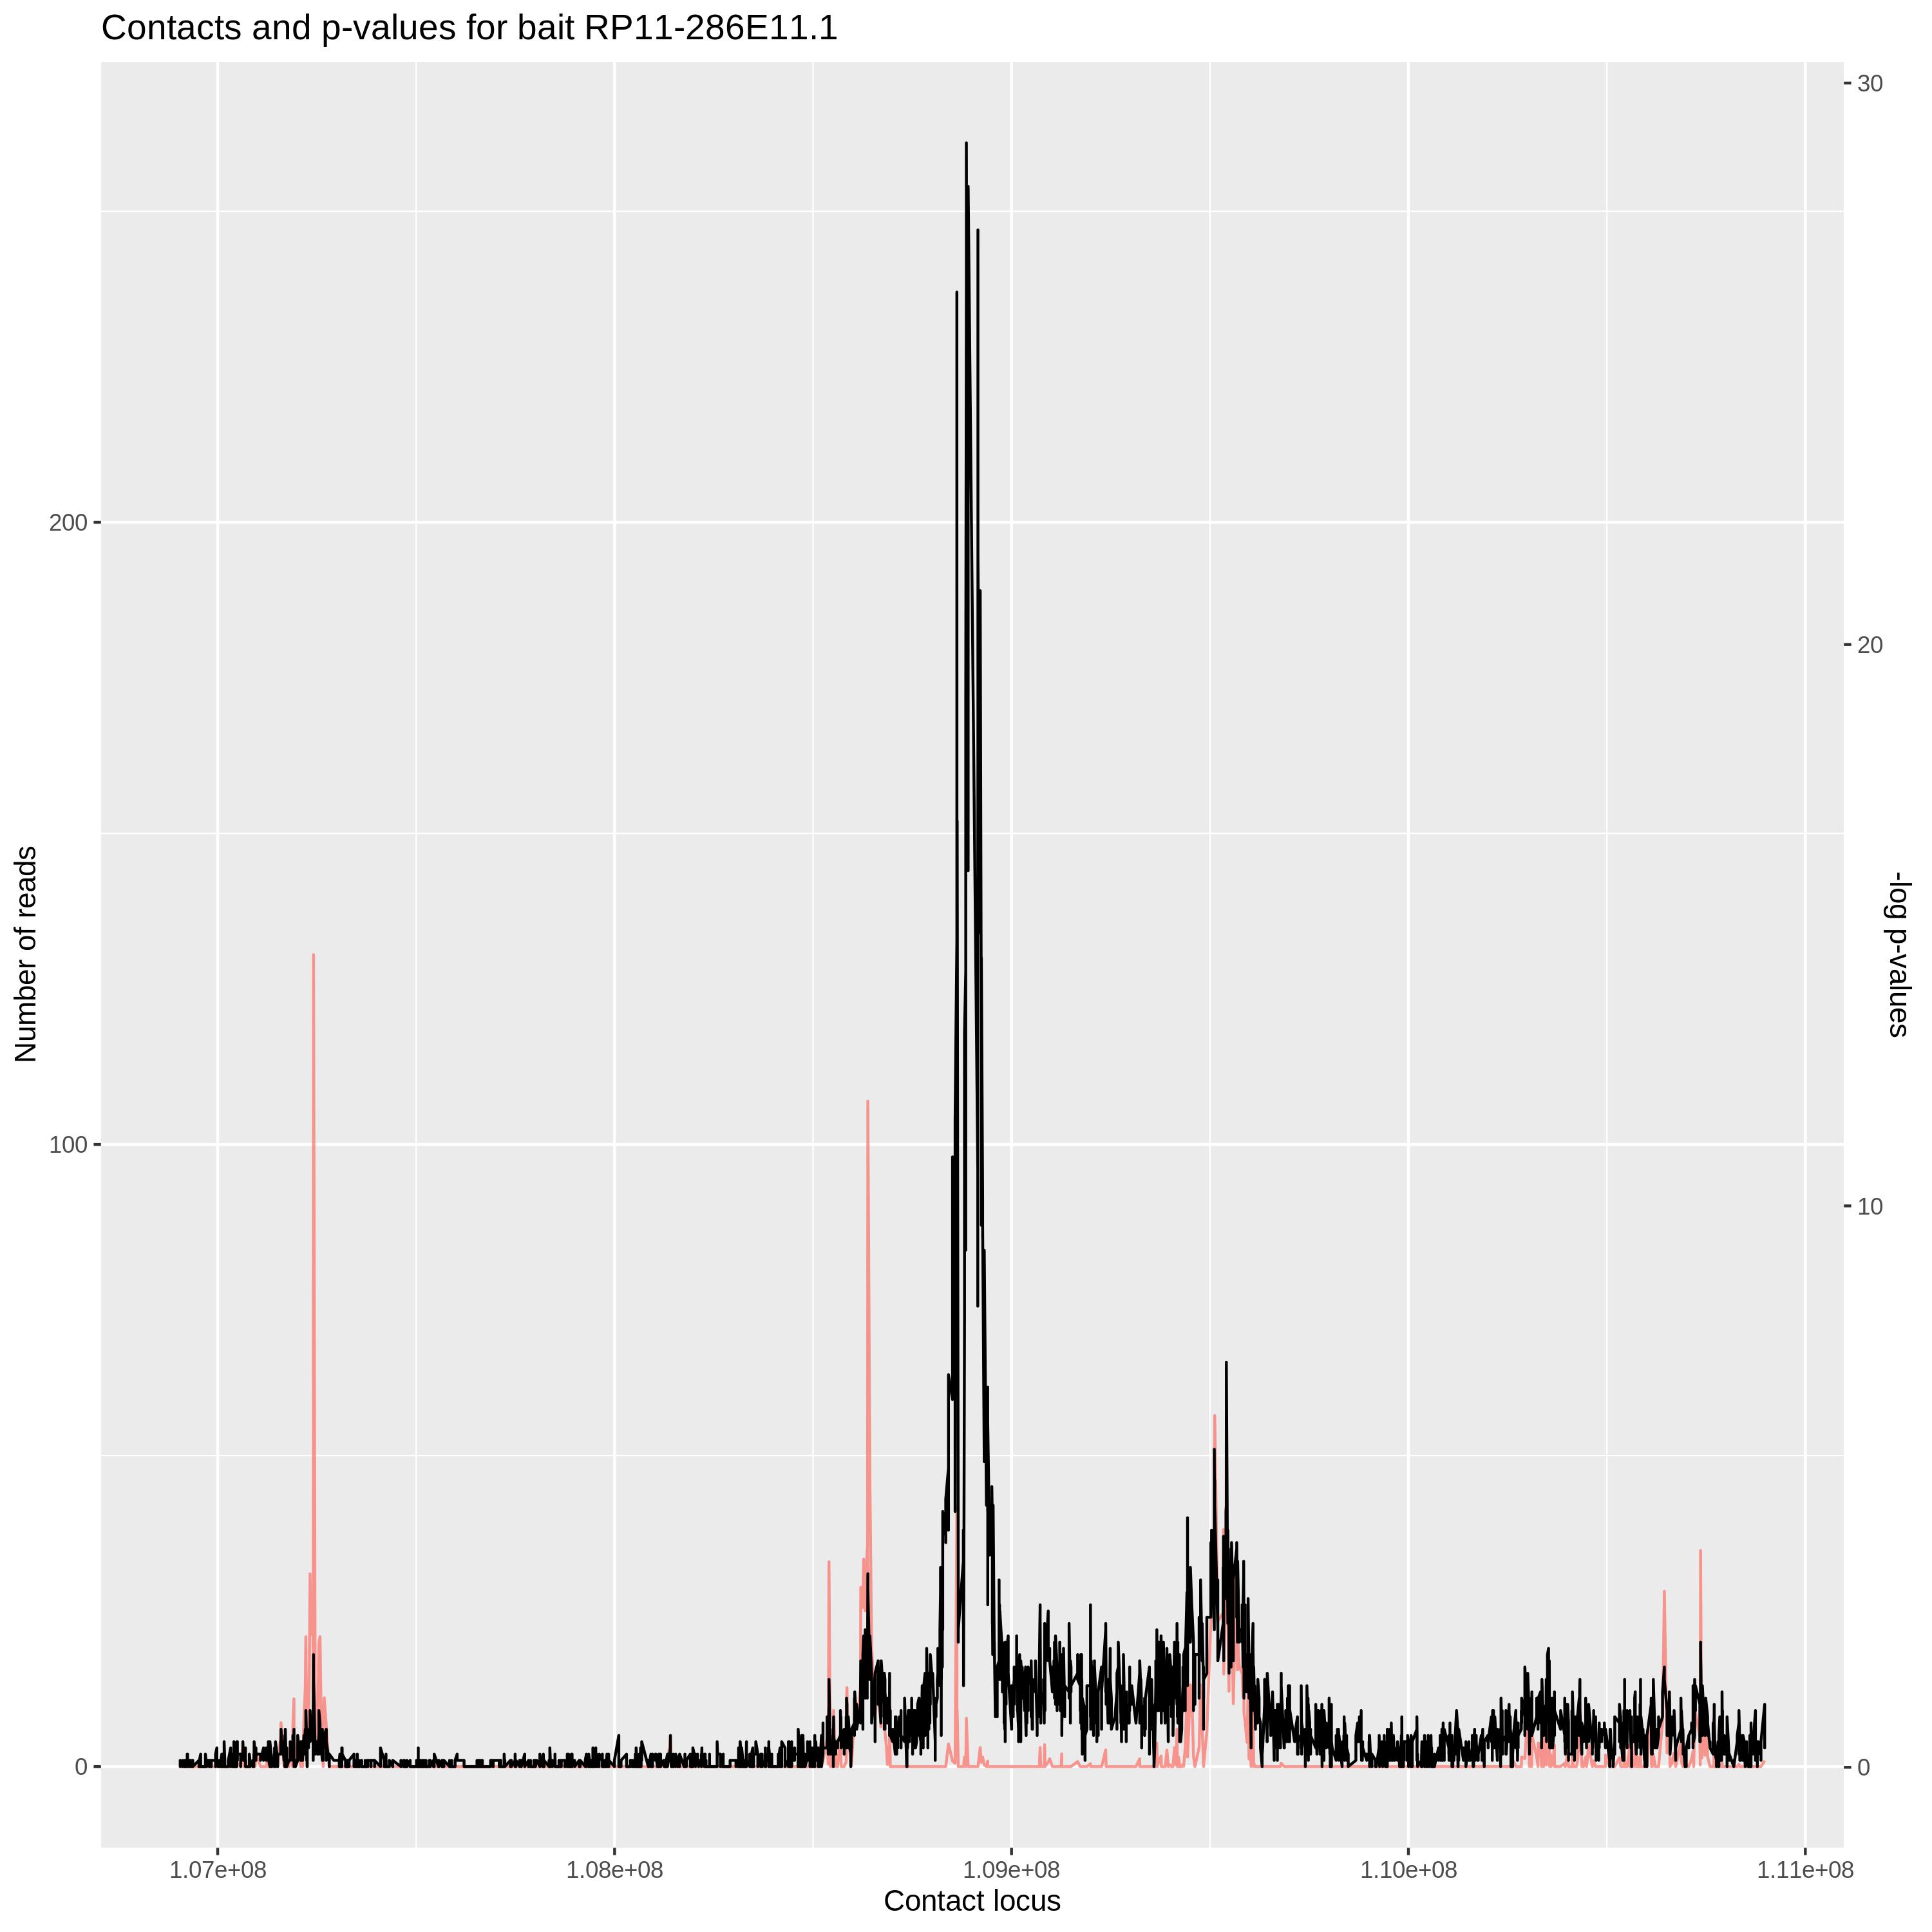 Contacts and p-values for bait RP11-286E11.1
30
200
20
Number of reads
-log p-values
100
10
0
0
1.07e+08
1.08e+08
1.09e+08
1.10e+08
1.11e+08
Contact locus